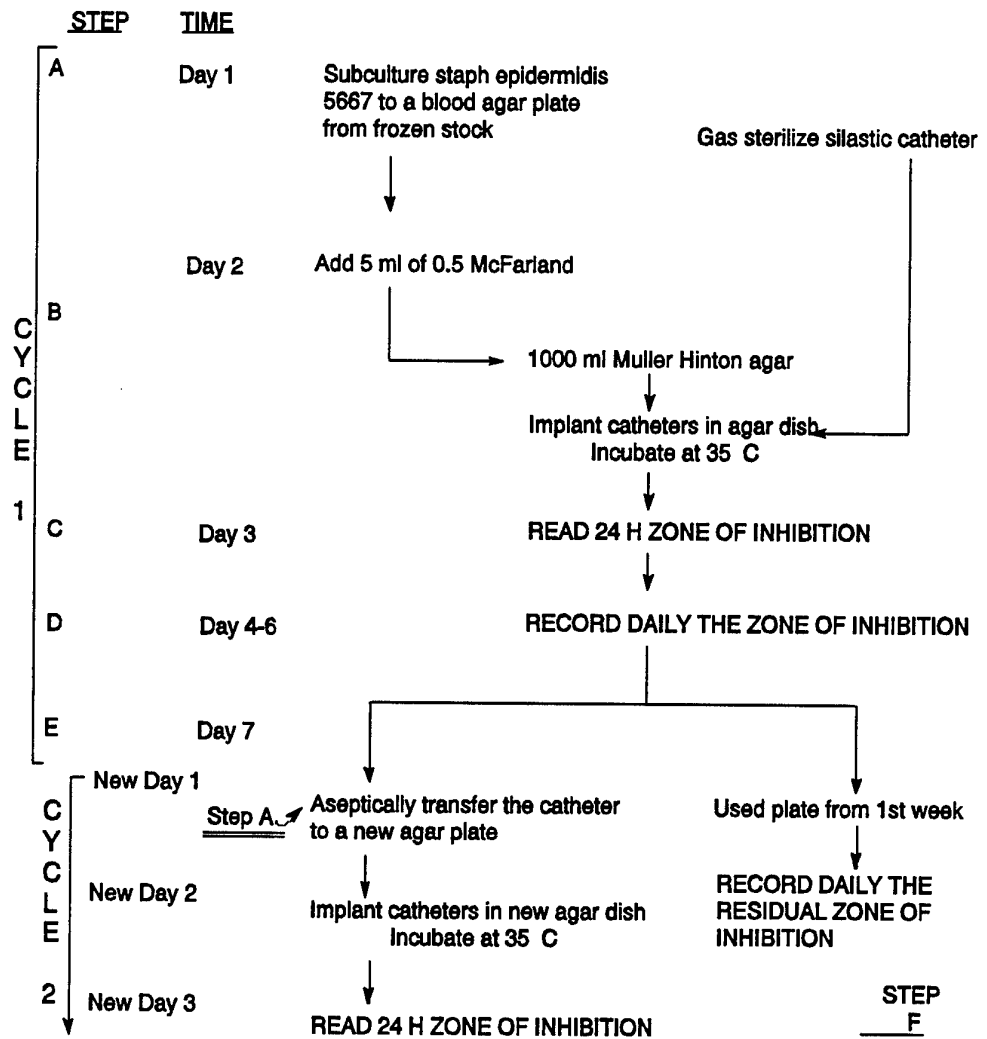 STEP TIME
A Day 1 Subculture staph epidermidis
5667 to a blood agar plate
from frozen stock
Gas sterilize silastic catheter
Day 2 Add 5 ml of 0.5 McFarland
B
CYCLE 1
1000 ml Muller Hinton agar
Implant catheters in agar dish
Incubate at 35 C
C Day 3 READ 24 H ZONE OF INHIBITION
D Day 4-6 RECORD DAILY THE ZONE OF INHIBITION
E Day 7
New Day 1
CYCLE 2
Step A
Aseptically transfer the catheter
to a new agar plate
Used plate from 1st week
New Day 2
Implant catheters in new agar dish
Incubate at 35 C
RECORD DAILY THE
RESIDUAL ZONE OF
INHIBITION
New Day 3
READ 24 H ZONE OF INHIBITION
STEP
F